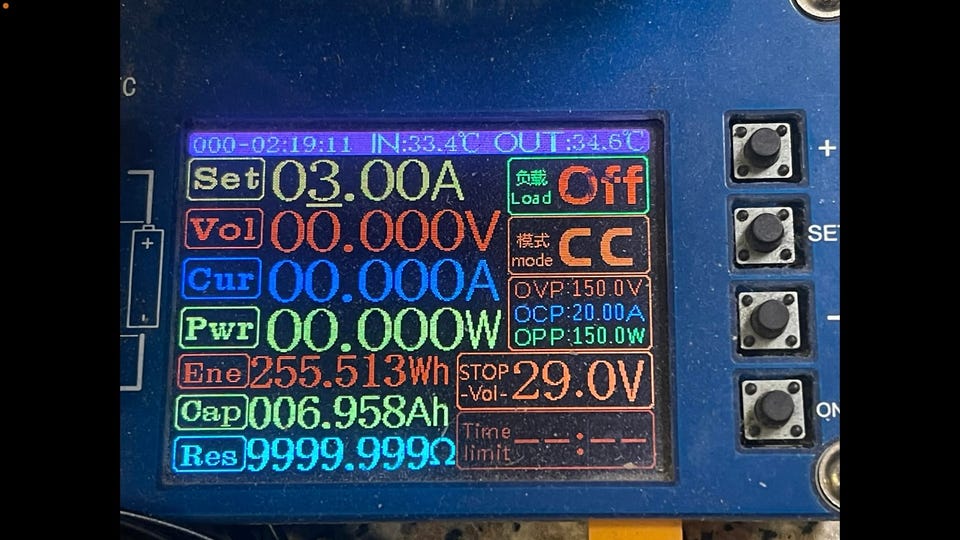 000-02:19:11 IN:33.4℃ OUT:34.6℃
Set 03.00A
负载 Load Off
Vol 00.000V
模式 mode CC
Cur 00.000A
OVP:150.0V
OCP:20.00A
OPP:150.0W
Pwr 00.000W
Ene 255.513Wh
STOP -Vol- 29.0V
Cap 006.958Ah
Time limit --:--
Res 9999.999Ω
+
SET
-
ON
+
-